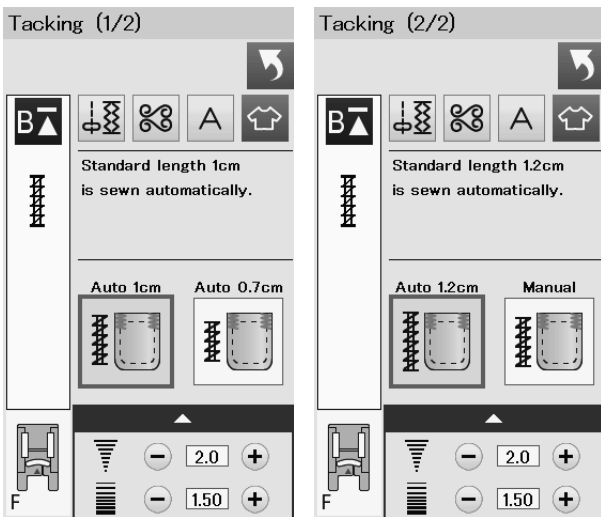 Tacking (1/2)
B
A
Standard length 1cm
is sewn automatically.
Auto 1cm Auto 0.7cm
2.0
1.50
F
Tacking (2/2)
B
A
Standard length 1.2cm
is sewn automatically.
Auto 1.2cm Manual
2.0
1.50
F